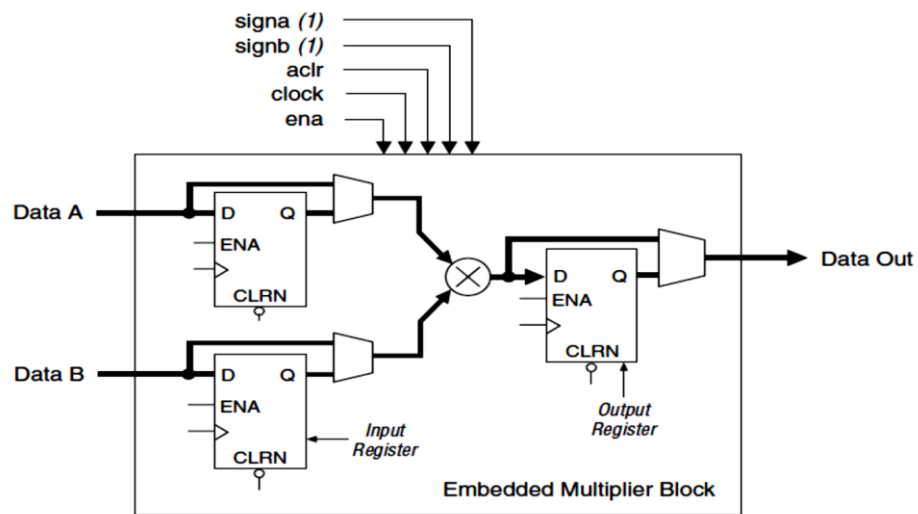 signa (1)
signb (1)
aclr
clock
ena
Data A
D Q
ENA
CLRN
Data B
D Q
ENA
CLRN
Input
Register
D Q
ENA
CLRN
Output
Register
Data Out
Embedded Multiplier Block